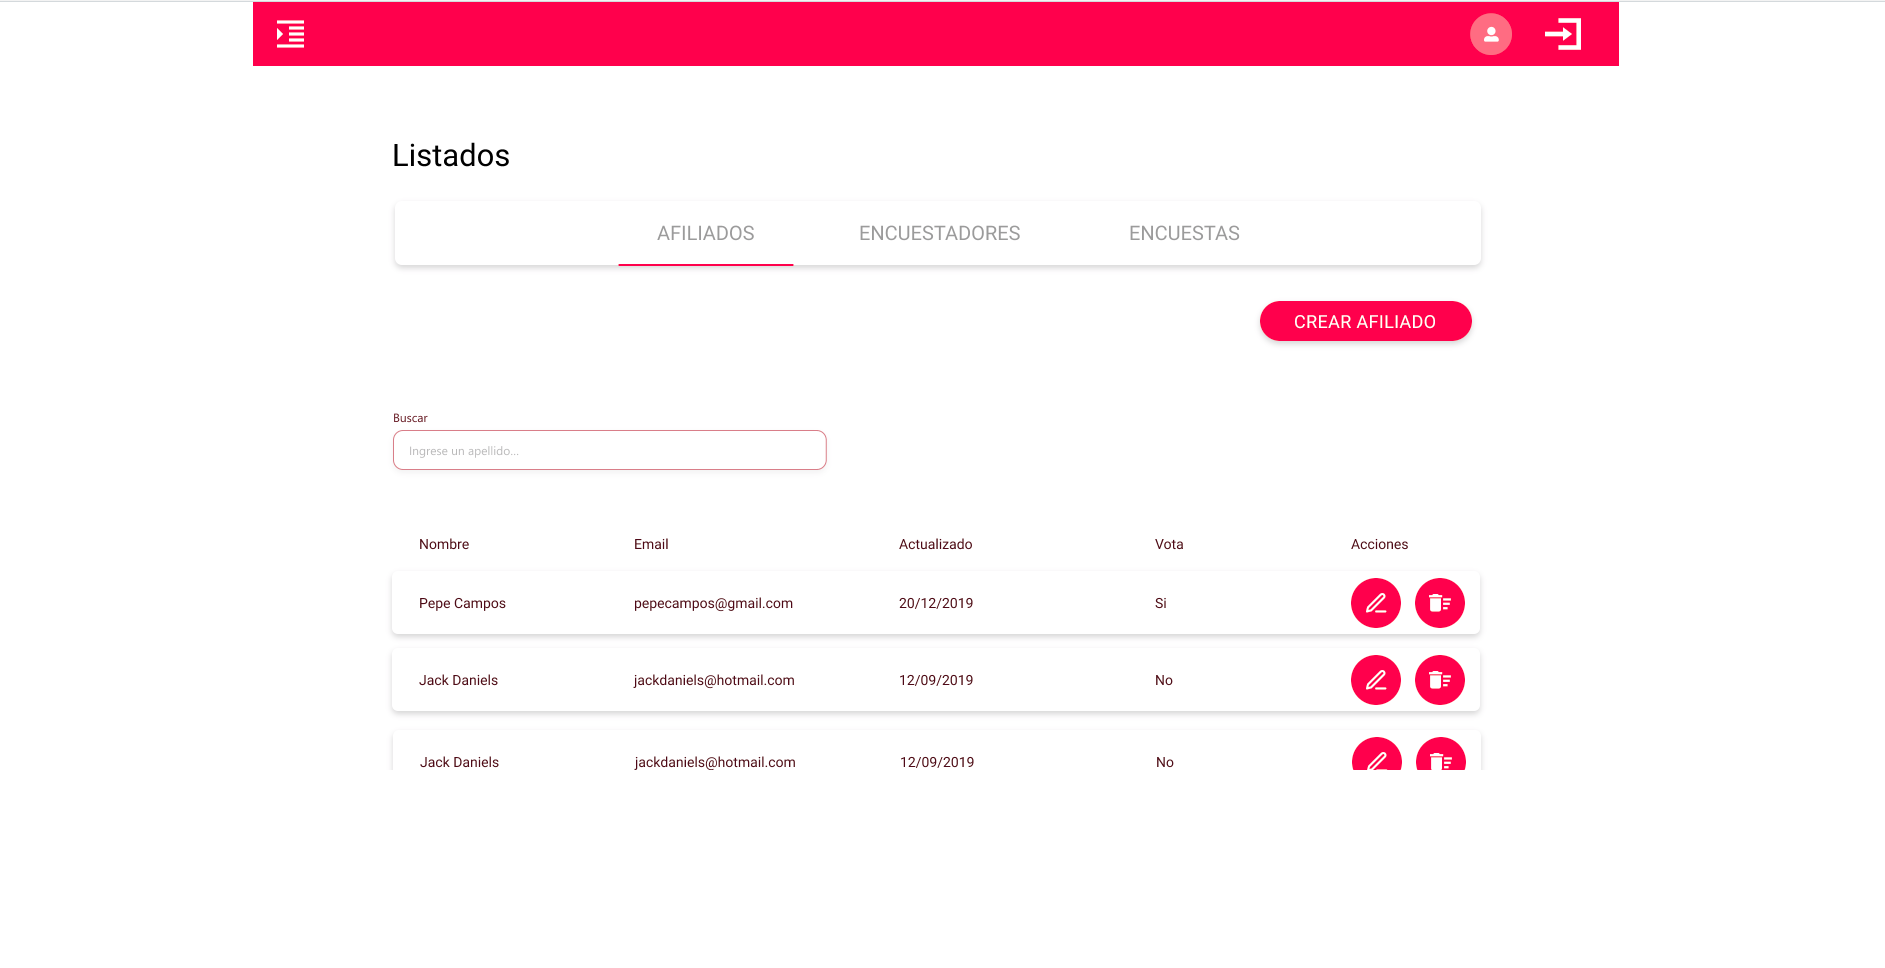 Listados
AFILIADOS ENCUESTADORES ENCUESTAS
CREAR AFILIADO
Buscar
Ingrese un apellido...
Nombre Email Actualizado Vota Acciones
Pepe Campos pepecampos@gmail.com 20/12/2019 Si
Jack Daniels jackdaniels@hotmail.com 12/09/2019 No
Jack Daniels jackdaniels@hotmail.com 12/09/2019 No